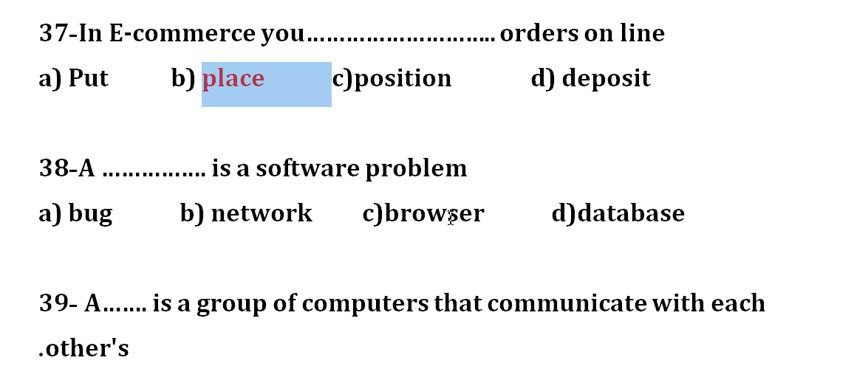 37-In E-commerce you............................. orders on line
a) Put b) place c)position d) deposit
38-A ................ is a software problem
a) bug b) network c)browser d)database
39- A....... is a group of computers that communicate with each
.other's